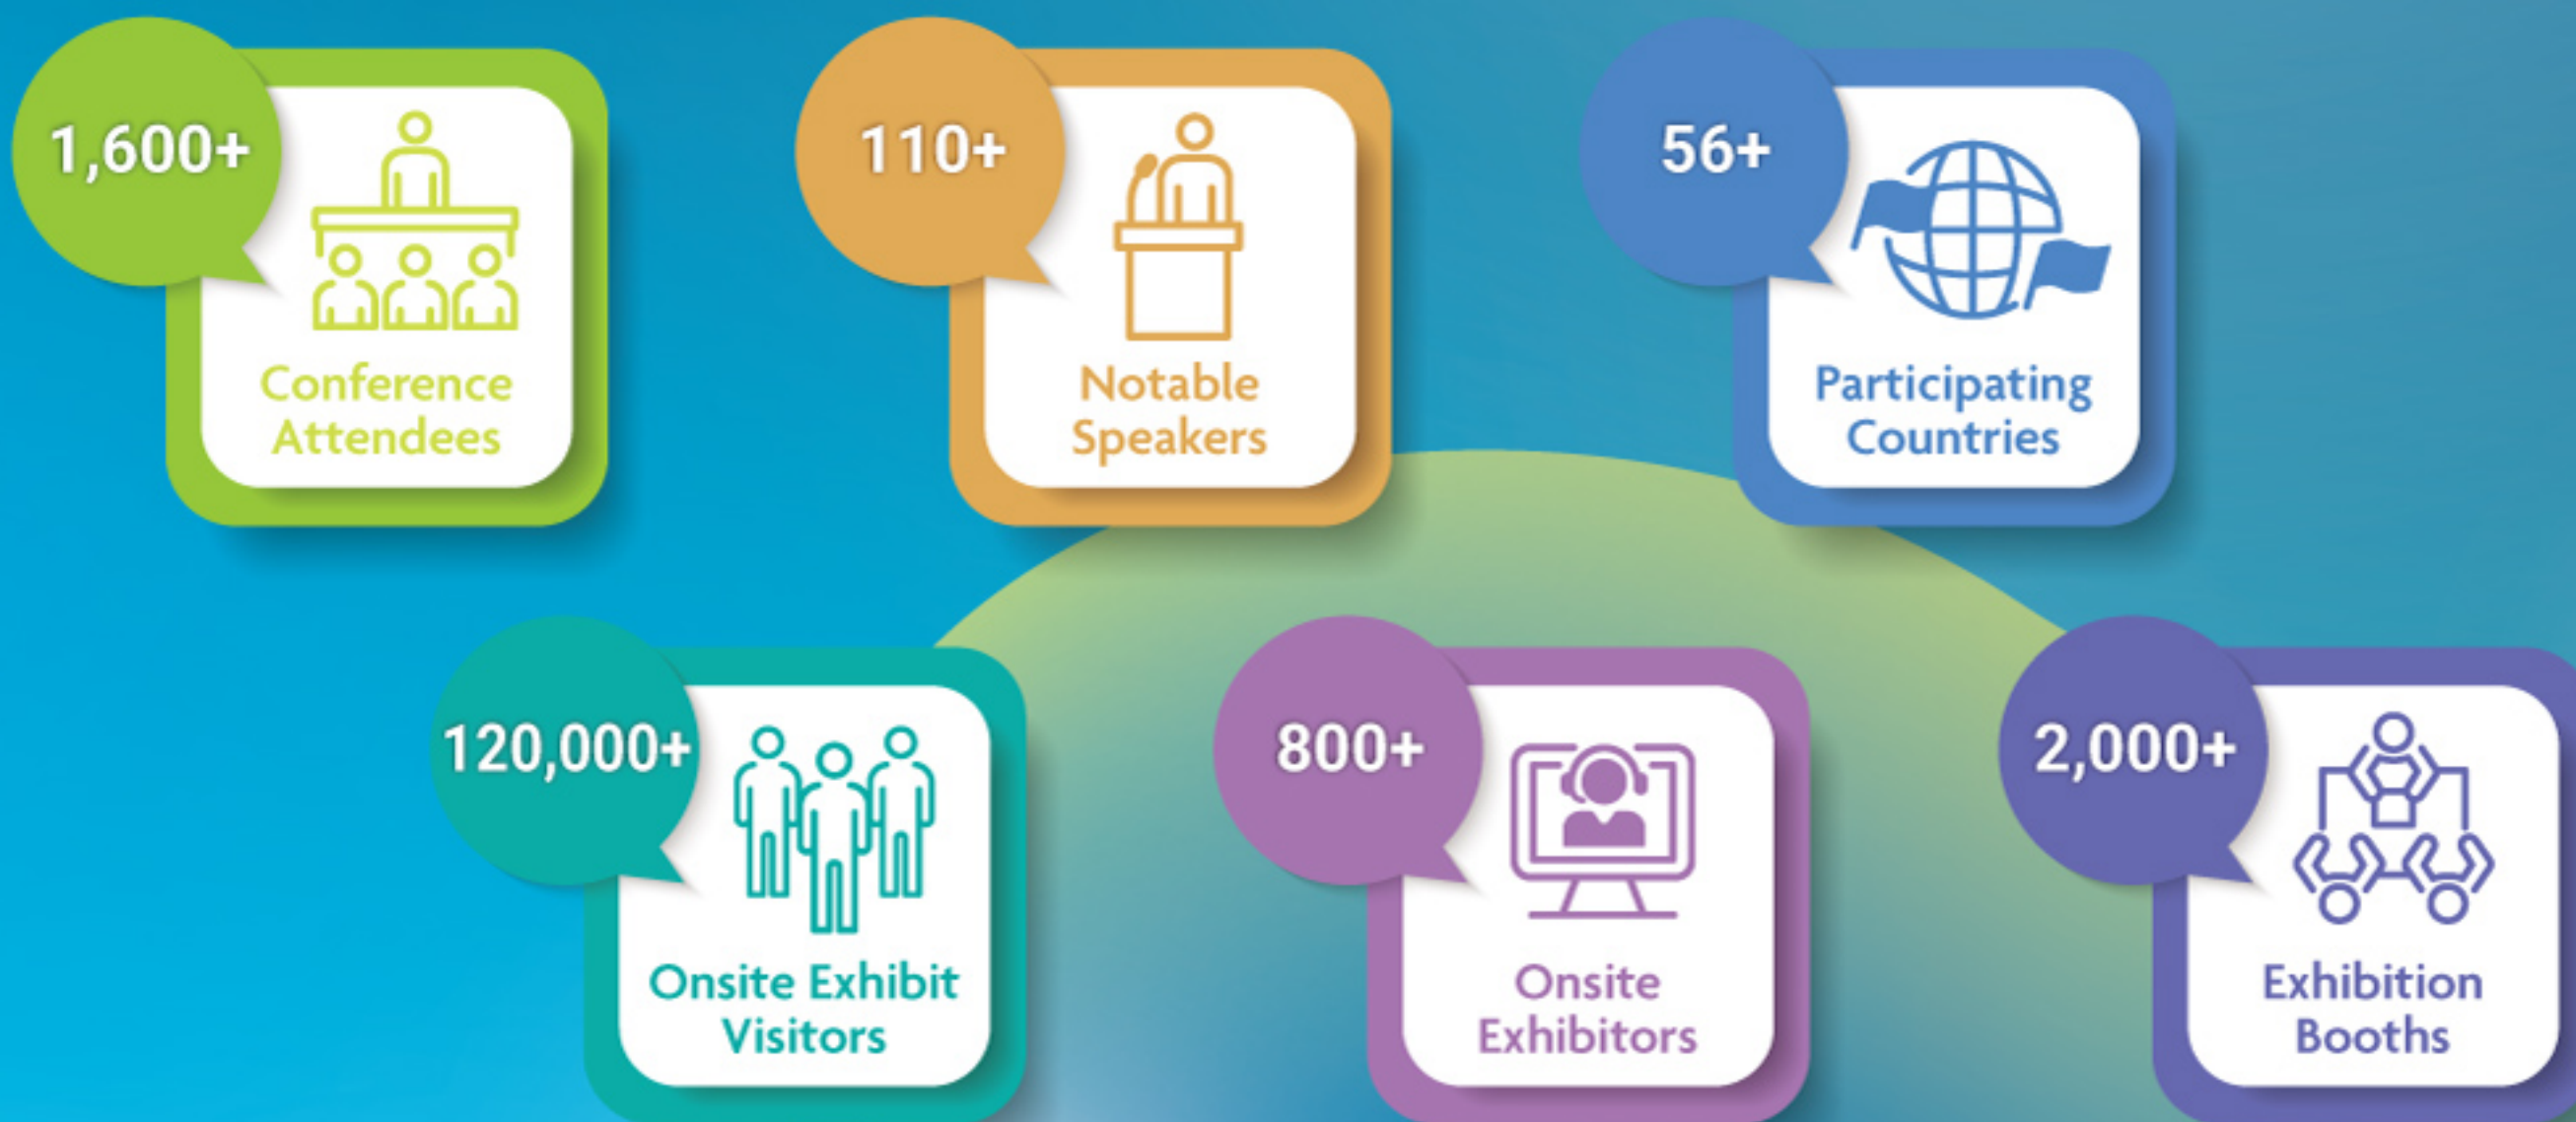 1,600+
Conference
Attendees
110+
Notable
Speakers
56+
Participating
Countries
120,000+
Onsite Exhibit
Visitors
800+
Onsite
Exhibitors
2,000+
Exhibition
Booths